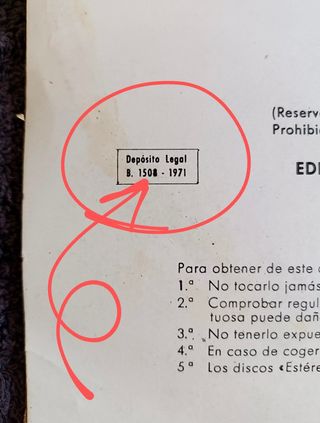 (Reserv
Prohibi
Depósito Legal
B. 1508 - 1971
EDI
Para obtener de este
1.ª No tocarlo jamás
2.ª Comprobar regul
tuosa puede dañ
3.ª No tenerlo expue
4.ª En caso de coger
5ª Los discos «Estére